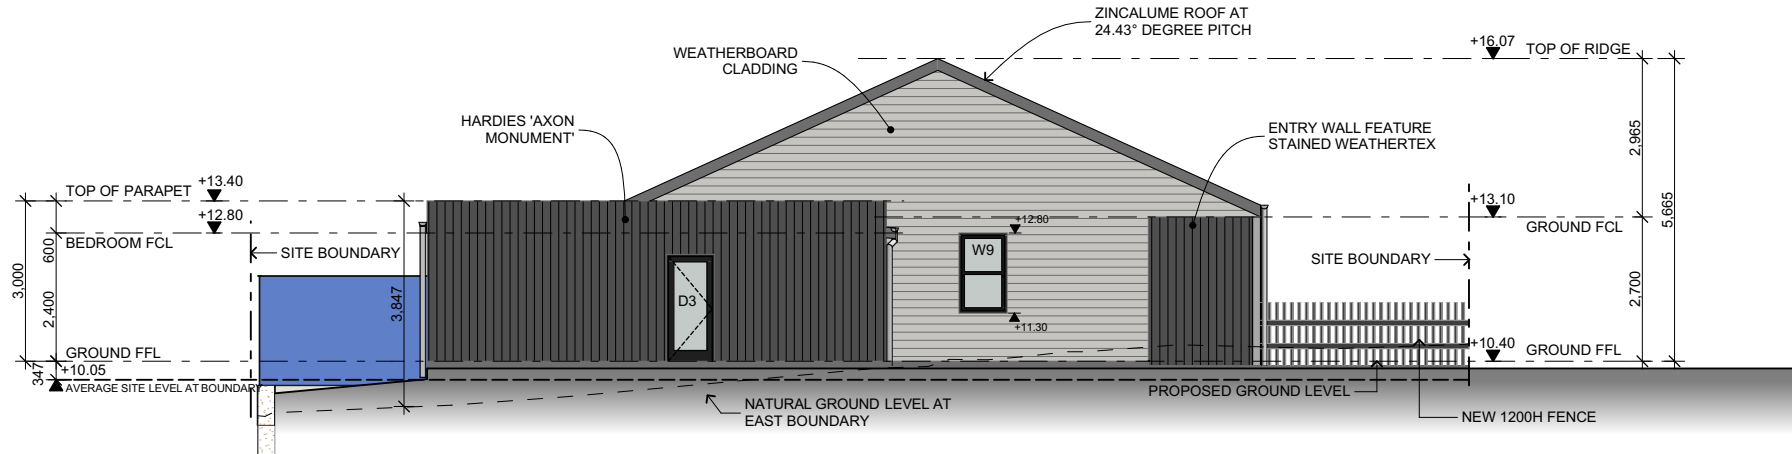 ZINCALUME ROOF AT
24.43° DEGREE PITCH
+16.07
TOP OF RIDGE
WEATHERBOARD
CLADDING
HARDIES 'AXON
MONUMENT'
ENTRY WALL FEATURE
STAINED WEATHERTEX
2,965
5,665
TOP OF PARAPET
+13.40
+12.80
BEDROOM FCL
600
SITE BOUNDARY
3,000
2,400
3,847
+12.80
W9
+11.30
D3
+13.10
GROUND FCL
SITE BOUNDARY
2,700
GROUND FFL
+10.05
347
AVERAGE SITE LEVEL AT BOUNDARY
+10.40
GROUND FFL
PROPOSED GROUND LEVEL
NATURAL GROUND LEVEL AT
EAST BOUNDARY
NEW 1200H FENCE